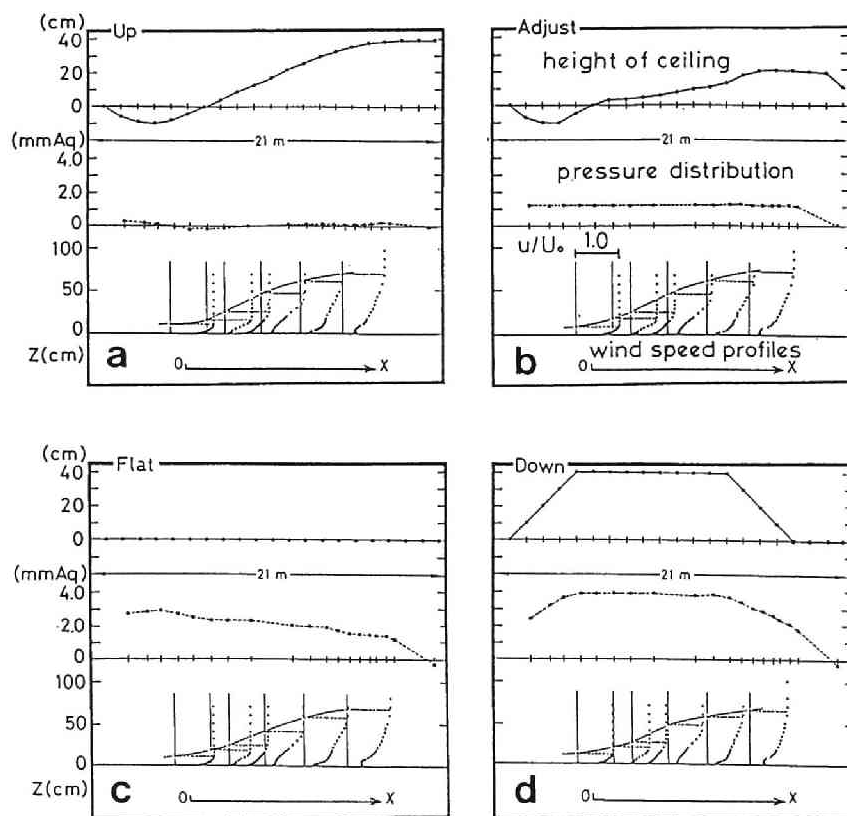 (cm)
40
20
0
(mmAq)
4.0
2.0
0
100
50
0
Z(cm)
Up
21 m
a
0
X
Adjust
height of ceiling
21 m
pressure distribution
u/U₀ 1.0
wind speed profiles
b
0
X
(cm)
40
20
0
(mmAq)
4.0
2.0
0
100
50
0
Z(cm)
Flat
21 m
c
0
X
Down
21 m
d
0
X